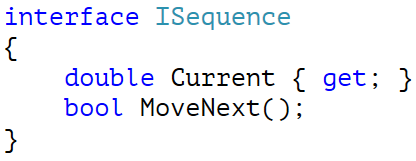 interface ISequence
{
    double Current { get; }
    bool MoveNext();
}